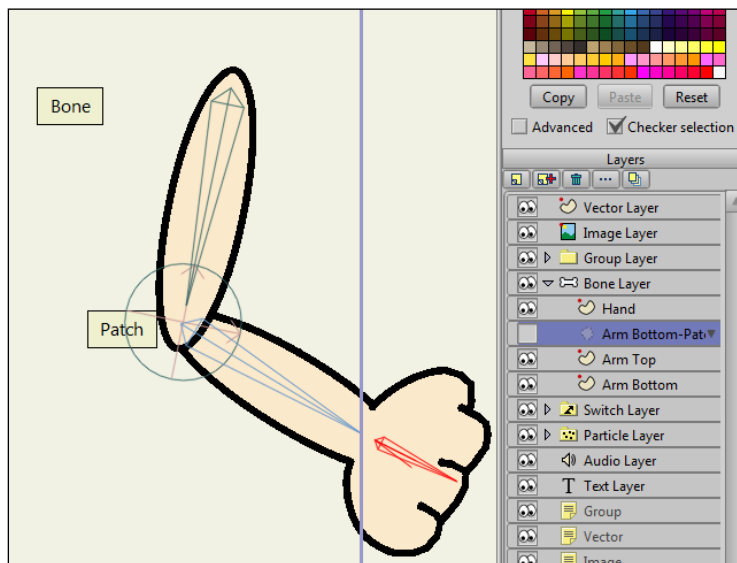 Bone
Patch
Copy
Paste
Reset
Advanced
Checker selection
Layers
Vector Layer
Image Layer
Group Layer
Bone Layer
Hand
Arm Bottom-Pat
Arm Top
Arm Bottom
Switch Layer
Particle Layer
Audio Layer
T Text Layer
Group
Vector
Image